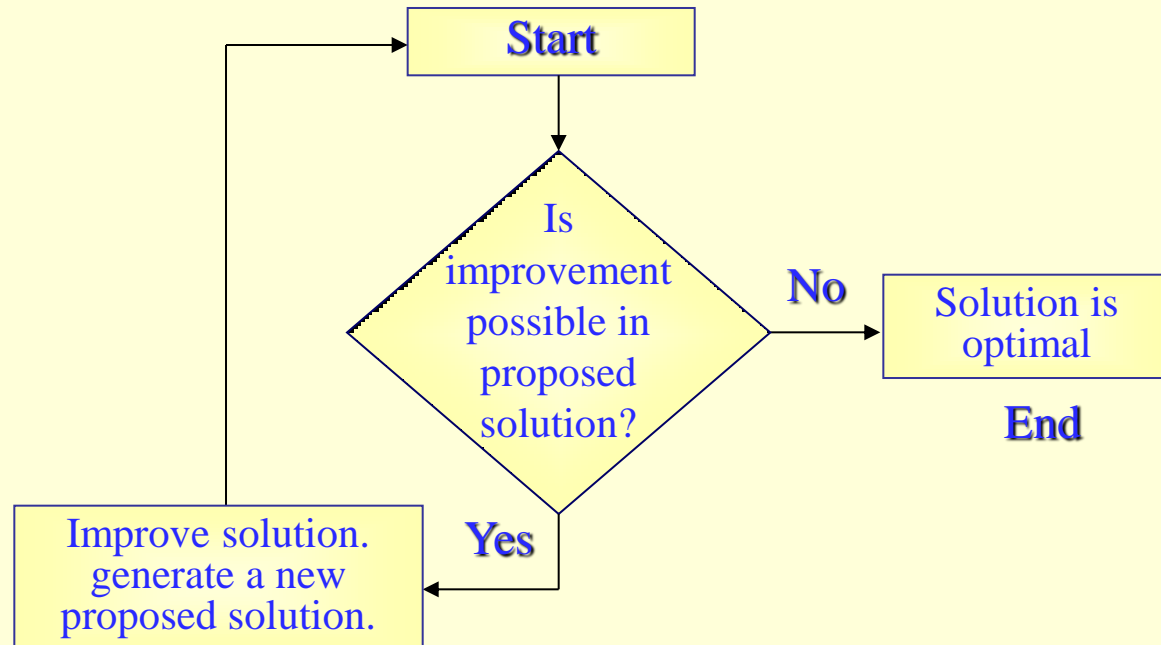 Start
Is
improvement
possible in
proposed
solution?
No
Solution is
optimal
End
Yes
Improve solution.
generate a new
proposed solution.